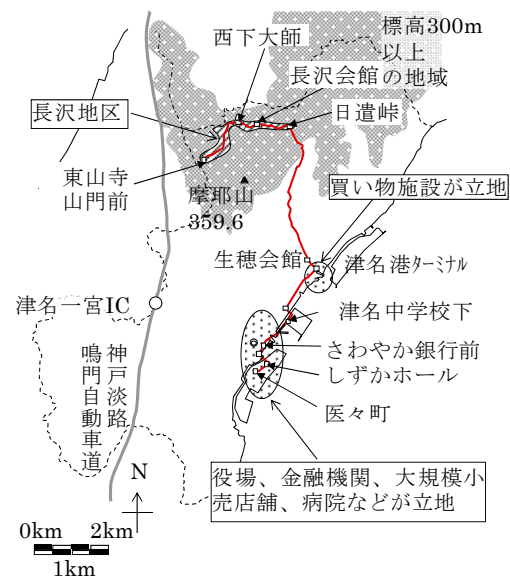 西下大師
標高300m
以上
の地域
長沢会館
日遣峠
長沢地区
東山寺
山門前
摩耶山
359.6
買い物施設が立地
生穂会館
津名港ターミナル
津名一宮IC
津名中学校下
さわやか銀行前
しずかホール
医々町
神戸淡路
鳴門自動車道
役場、金融機関、大規模小
売店舗、病院などが立地
N
0km 2km
1km